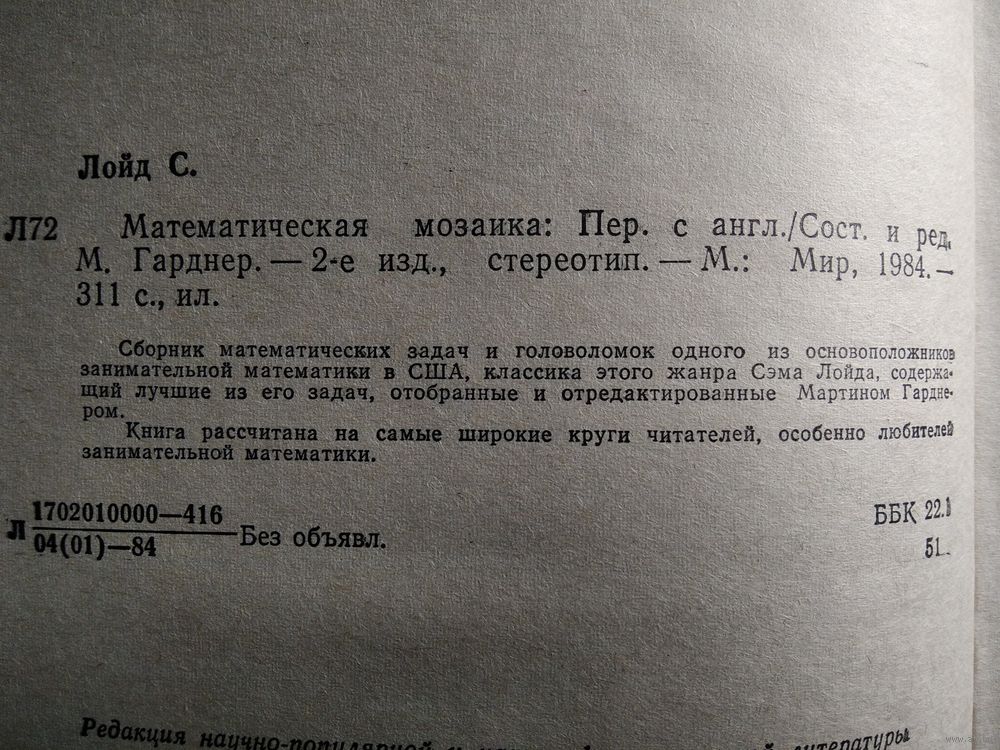 Лойд С.
Л72 Математическая мозаика: Пер. с англ./Сост. и ред.
М. Гарднер. — 2-е изд., стереотип. — М.: Мир, 1984.—
311 с., ил.
Сборник математических задач и головоломок одного из основоположников
занимательной математики в США, классика этого жанра Сэма Лойда, содержа-
щий лучшие из его задач, отобранные и отредактированные Мартином Гардне-
ром.
Книга рассчитана на самые широкие круги читателей, особенно любителей
занимательной математики.
Л 1702010000—416
04(01)—84
Без объявл.
ББК 22.1
51
Редакция научно-популярной и литературы